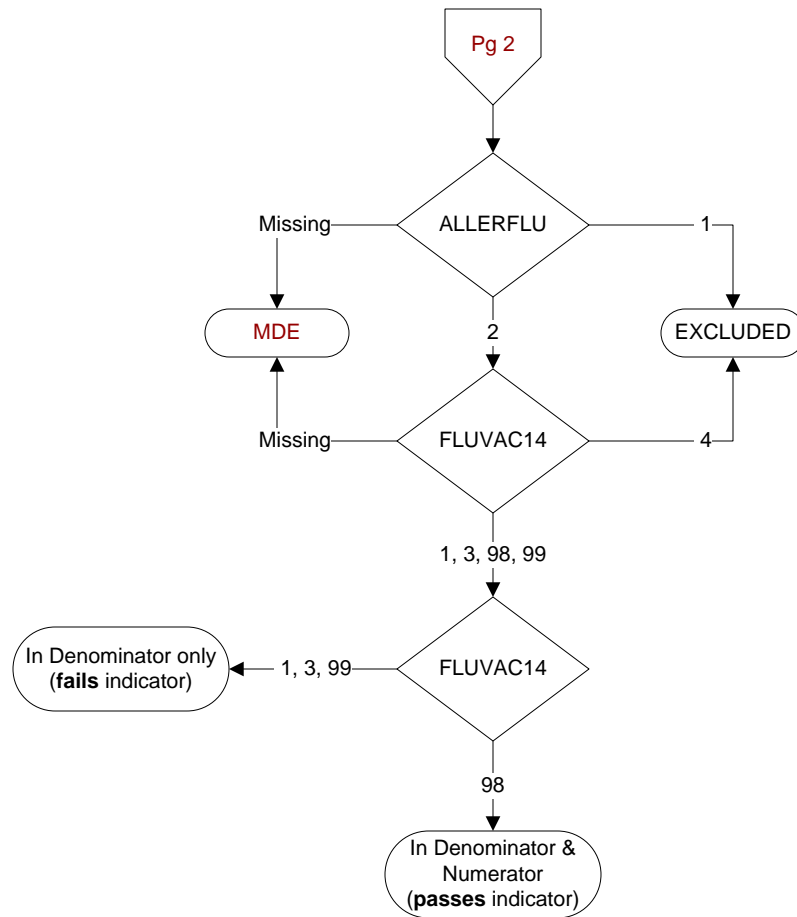 Pg 2
ALLERFLU
Missing
1
MDE
EXCLUDED
2
FLUVAC14
Missing
4
1, 3, 98, 99
FLUVAC14
In Denominator only
(fails indicator)
1, 3, 99
98
In Denominator &
Numerator
(passes indicator)